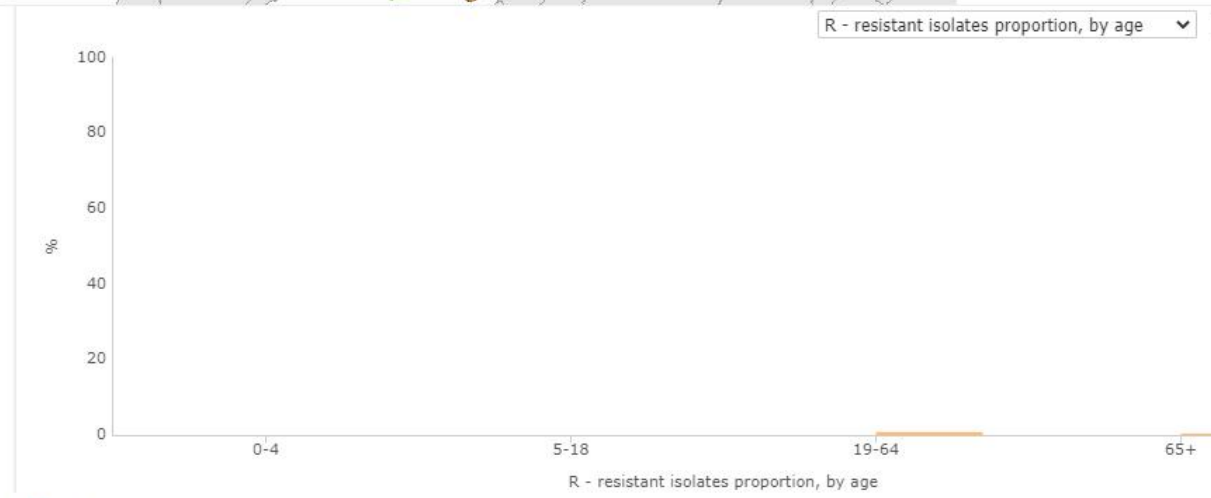 R - resistant isolates proportion, by age
100
80
60
%
40
20
0
0-4 5-18 19-64 65+
R - resistant isolates proportion, by age